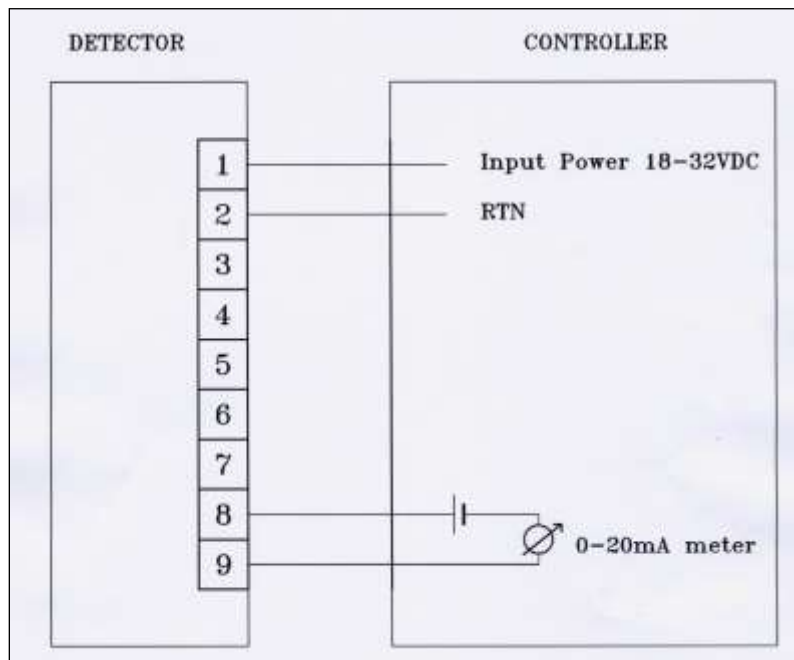 DETECTOR CONTROLLER
1 Input Power 18-32VDC
2 RTN
3
4
5
6
7
8
9 0-20mA meter